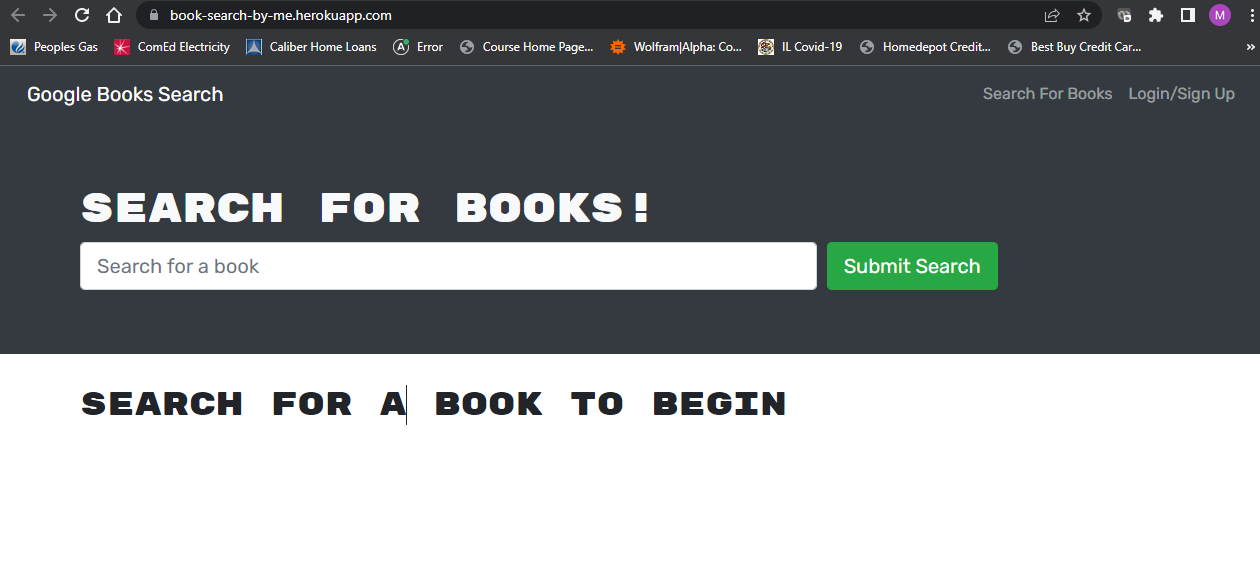 book-search-by-me.herokuapp.com M
Peoples Gas ComEd Electricity Caliber Home Loans A Error Course Home Page... Wolfram|Alpha: Co... IL Covid-19 Homedepot Credit... Best Buy Credit Car... »
Google Books Search Search For Books Login/Sign Up
SEARCH FOR BOOKS!
Search for a book Submit Search
SEARCH FOR A BOOK TO BEGIN